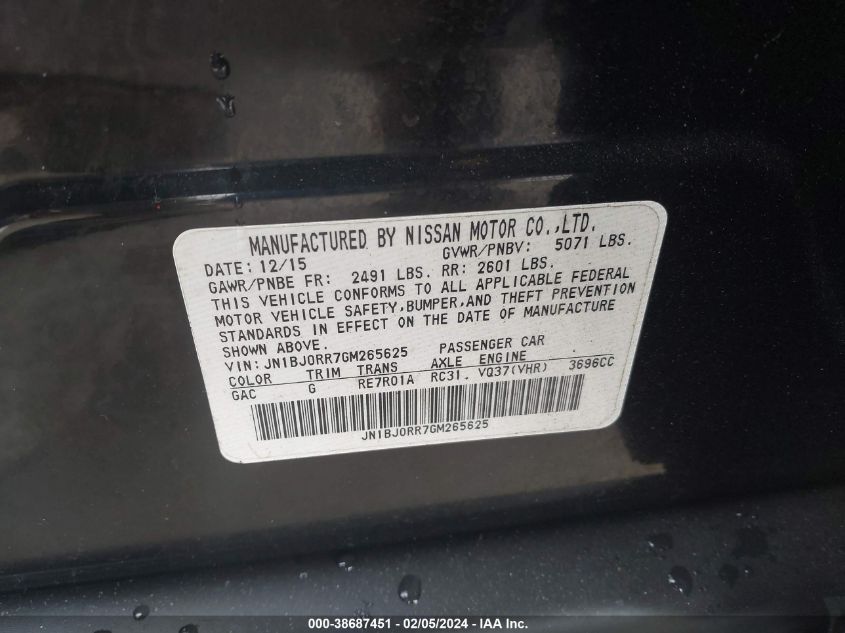 MANUFACTURED BY NISSAN MOTOR CO.,LTD.
DATE: 12/15 GVWR/PNBV: 5071 LBS.
GAWR/PNBE FR: 2491 LBS. RR: 2601 LBS.
THIS VEHICLE CONFORMS TO ALL APPLICABLE FEDERAL
MOTOR VEHICLE SAFETY, BUMPER, AND THEFT PREVENTION
STANDARDS IN EFFECT ON THE DATE OF MANUFACTURE
SHOWN ABOVE.
VIN: JN1BJ0RR7GM265625 PASSENGER CAR
COLOR TRIM TRANS AXLE ENGINE
GAC G RE7R01A RC31. VQ37(VHR) 3696CC
JN1BJ0RR7GM265625
000-38687451 - 02/05/2024 - IAA Inc.